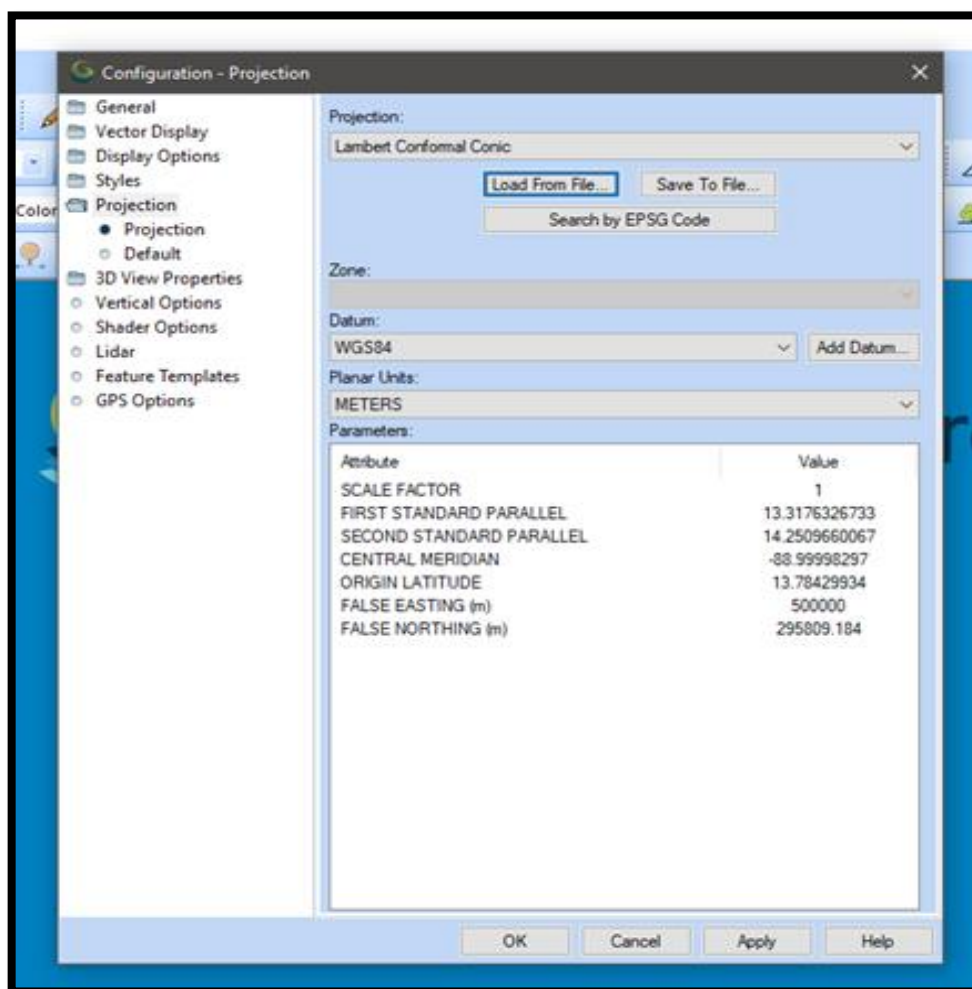 Configuration - Projection
General
Vector Display
Display Options
Styles
Projection
Projection
Default
3D View Properties
Vertical Options
Shader Options
Lidar
Feature Templates
GPS Options
Color
Projection:
Lambert Conformal Conic
Load From File...
Save To File...
Search by EPSG Code
Zone:
Datum:
WGS84
Add Datum...
Planar Units:
METERS
Parameters:
Attribute Value
SCALE FACTOR 1
FIRST STANDARD PARALLEL 13.3176326733
SECOND STANDARD PARALLEL 14.2509660067
CENTRAL MERIDIAN -88.99998297
ORIGIN LATITUDE 13.78429934
FALSE EASTING (m) 500000
FALSE NORTHING (m) 295809.184
OK Cancel Apply Help